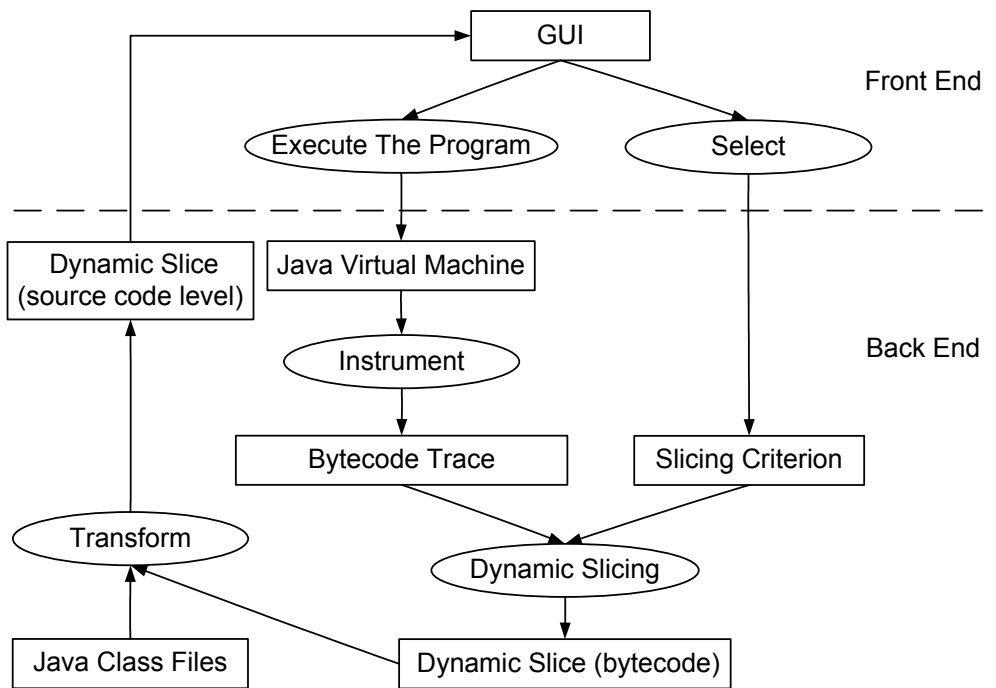 GUI
Front End
Execute The Program
Select
Dynamic Slice
(source code level)
Java Virtual Machine
Instrument
Back End
Bytecode Trace
Slicing Criterion
Transform
Dynamic Slicing
Java Class Files
Dynamic Slice (bytecode)